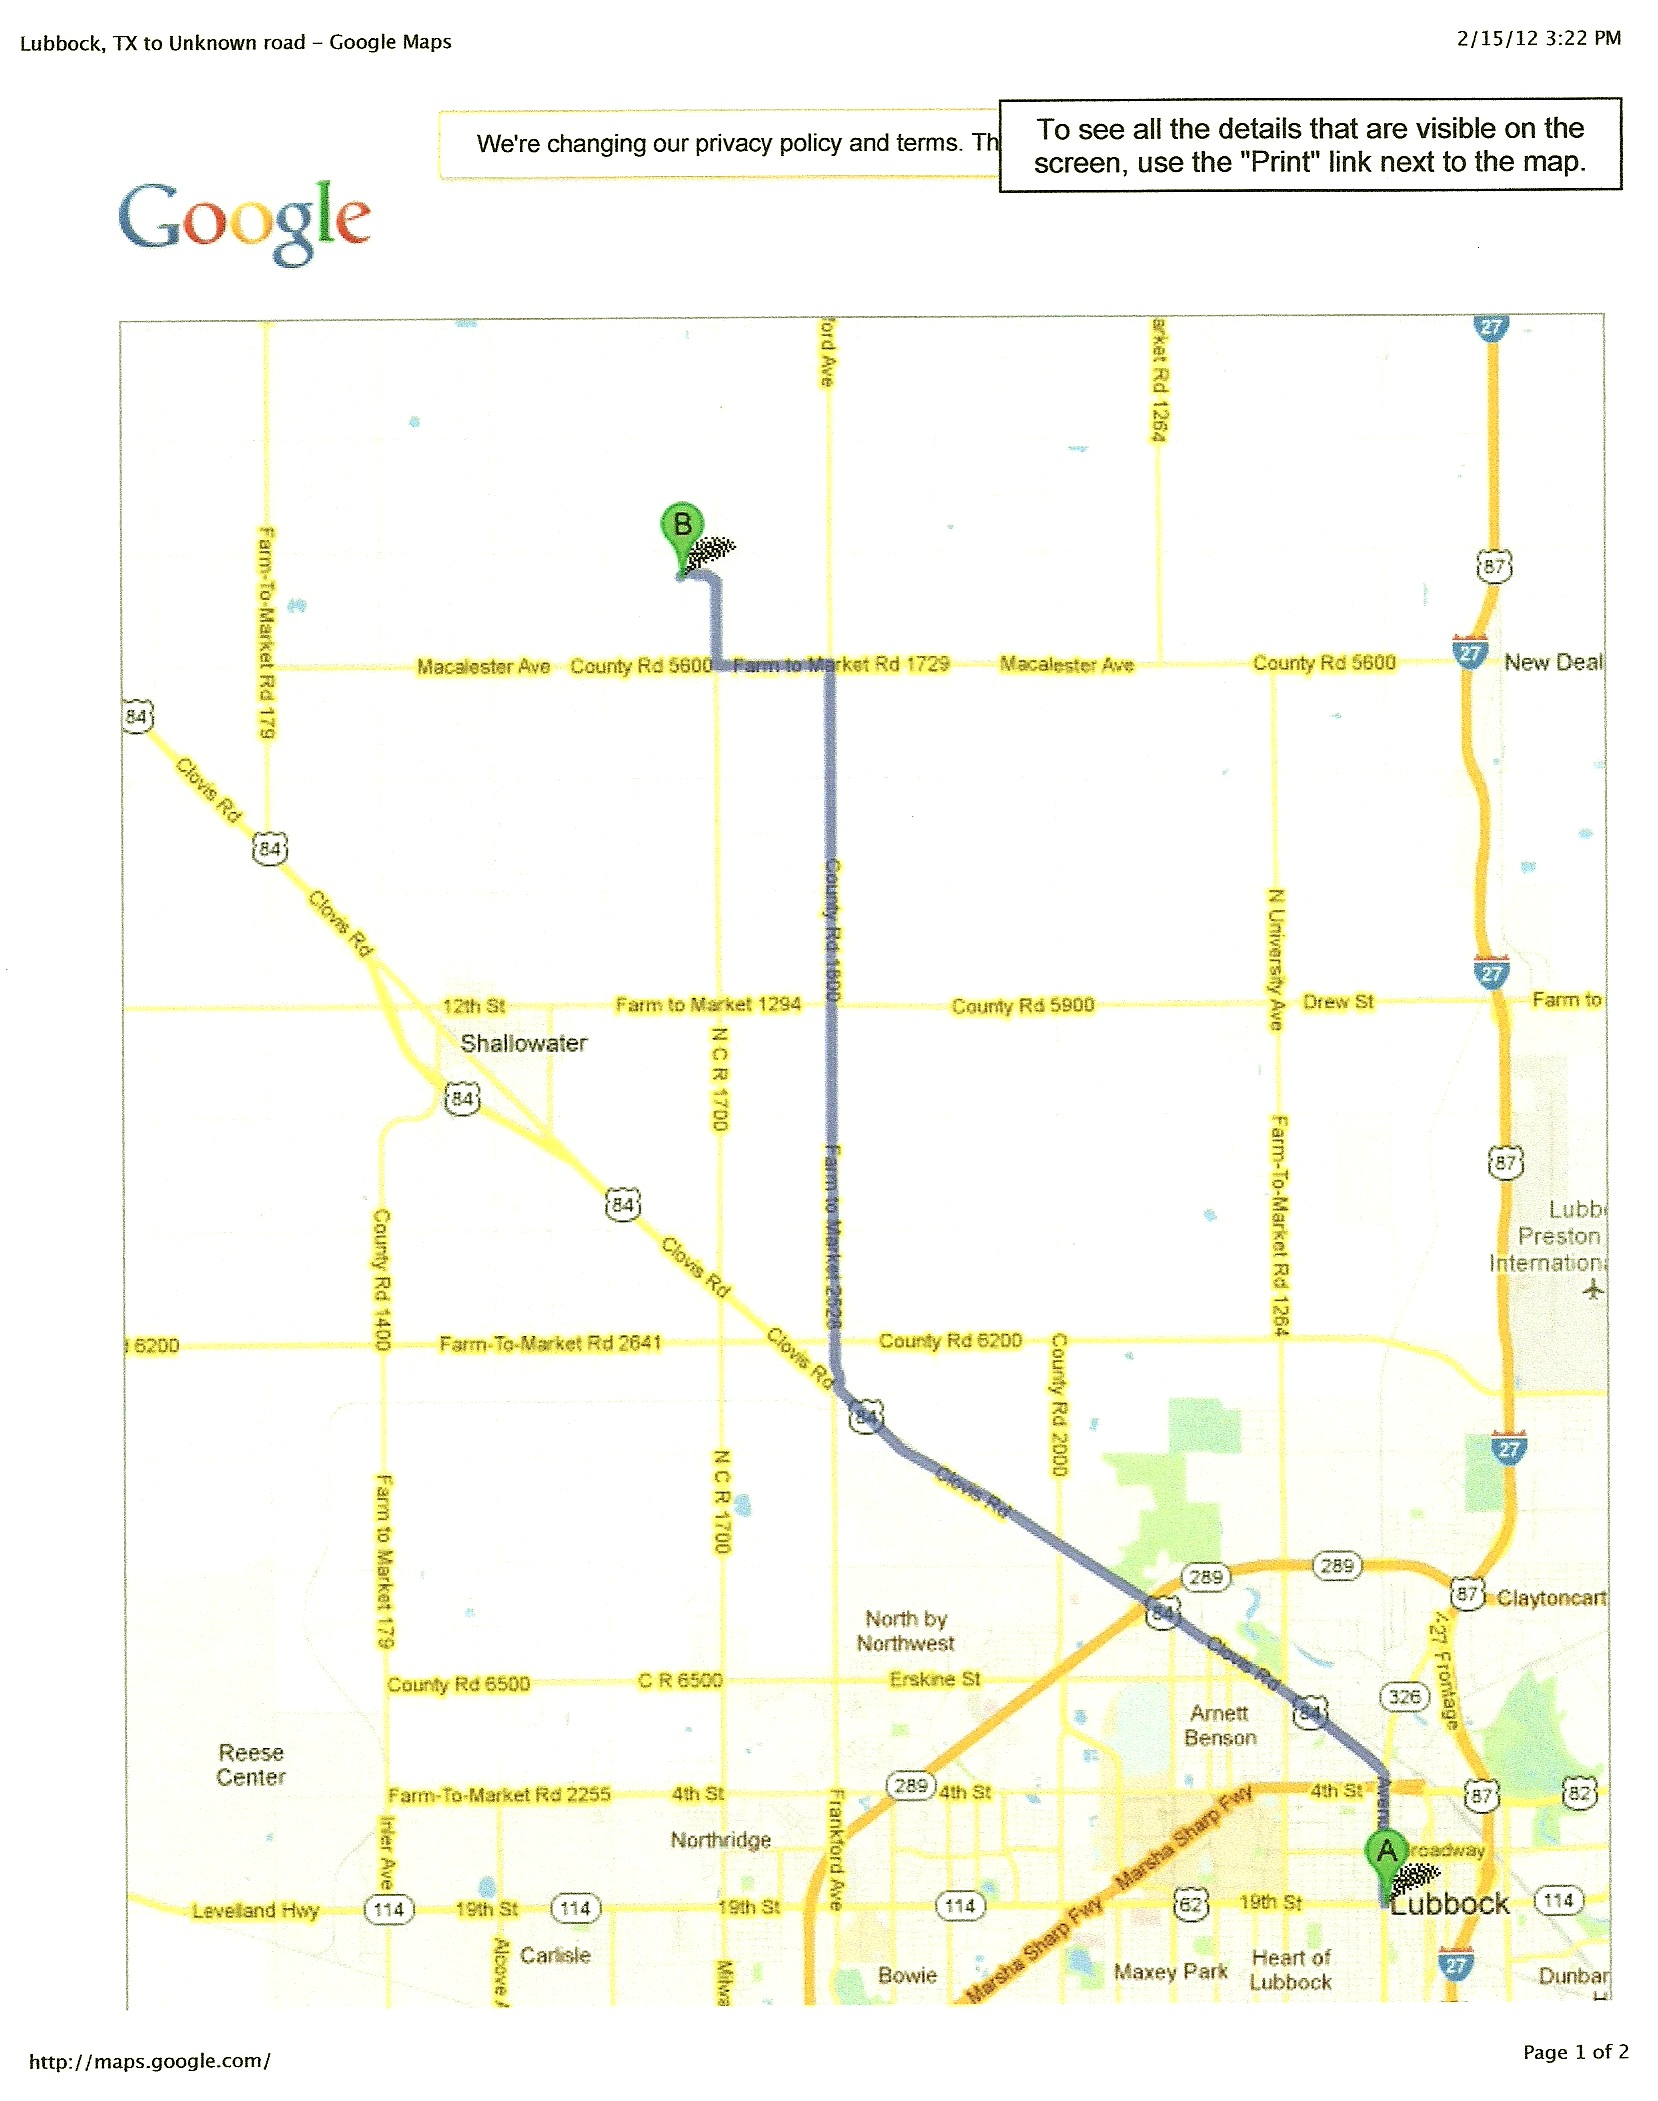 Lubbock, TX to Unknown road – Google Maps
2/15/12 3:22 PM
We're changing our privacy policy and terms. Th
To see all the details that are visible on the
screen, use the "Print" link next to the map.
Google
27
ord Ave
arket Rd 1264
B
Farm-To-Market Rd 179
87
27
Macalester Ave
County Rd 5600
Farm to Market Rd 1729
Macalester Ave
County Rd 5600
New Deal
84
Clovis Rd
84
Clovis Rd
County Rd 1800
N University Ave
27
12th St
Farm to Market 1294
County Rd 5900
Drew St
Farm to
Shallowater
N C R 1700
84
Farm to Market 2528
Farm-To-Market Rd 1264
87
84
Lubb
Preston
Internation
County Rd 1400
Clovis Rd
6200
Farm-To-Market Rd 2641
Clovis Rd
County Rd 6200
County Rd 2000
84
27
N C R 1700
Clovis Rd
Farm to Market 179
289
289
87
Claytoncart
84
North by
Northwest
I-27 Frontage
Clovis Rd
County Rd 6500
C R 6500
Erskine St
326
84
Arnett
Benson
Reese
Center
289
Farm-To-Market Rd 2255
4th St
4th St
4th St
87
82
Marsha Sharp Fwy
Inler Ave
Northridge
Frankford Ave
A
roadway
Levelland Hwy
114
19th St
114
19th St
114
62
19th St
Lubbock
114
Marsha Sharp Fwy
Alcove A
Carlisle
Milwa
Bowie
Maxey Park
Heart of
Lubbock
27
Dunbar
H
http://maps.google.com/
Page 1 of 2